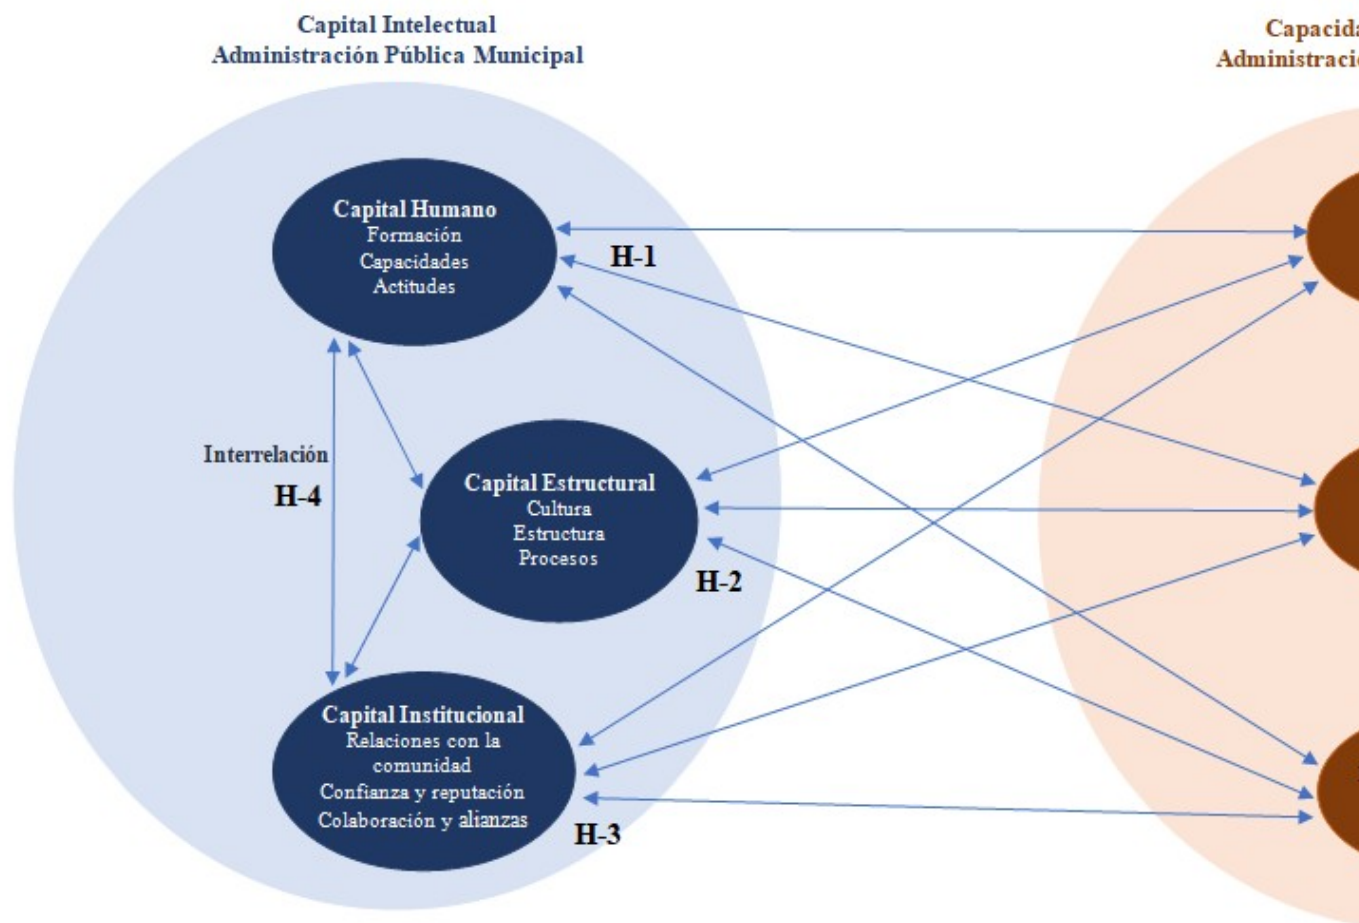 Capital Intelectual
Administración Pública Municipal
Capital Humano
Formación
Capacidades
Actitudes
H-1
Interrelación
H-4
Capital Estructural
Cultura
Estructura
Procesos
H-2
Capital Institucional
Relaciones con la
comunidad
Confianza y reputación
Colaboración y alianzas
H-3